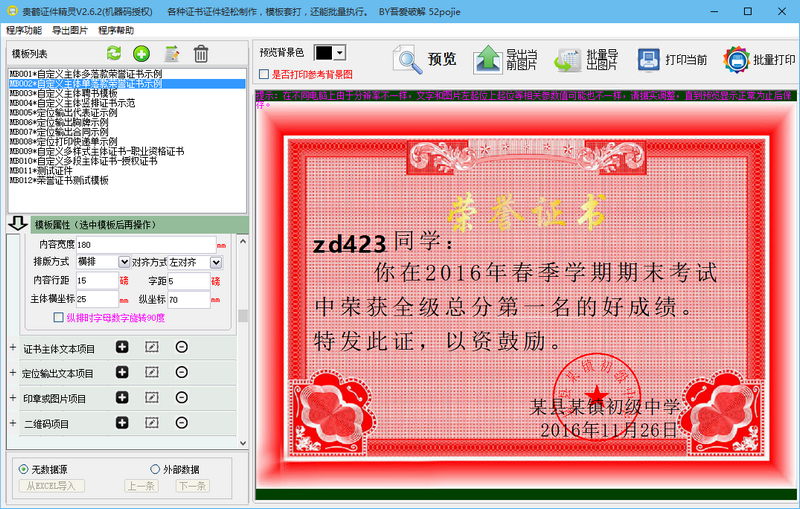 贵鹤证件精灵V2.6.2(机器码授权)    各种证书证件轻松制作，模板套打，还能批量执行。  BY吾爱破解 52pojie
程序功能 导出图片 程序帮助
模板列表
MB001*自定义主体多落款荣誉证书示例
MB002*自定义主体单落款荣誉证书示例
MB003*自定义主体聘书模板
MB004*自定义主体竖排证书示范
MB005*定位输出代表证示例
MB006*定位输出胸牌示例
MB007*定位输出合同示例
MB008*定位打印快递单示例
MB009*自定义多样式主体证书-职业资格证书
MB010*自定义多段主体证书-授权证书
MB011*测试证件
MB012*荣誉证书测试模板
模板属性（选中模板后再操作）
内容宽度 180 mm
排版方式 横排 对齐方式 左对齐
内容行距 15 磅 字距 5 磅
主体横坐标 25 mm 纵坐标 70 mm
纵排时字母数字旋转90度
+ 证书主体文本项目
+ 定位输出文本项目
+ 印章或图片项目
+ 二维码项目
无数据源 外部数据
从EXCEL导入 上一条 下一条
预览背景色
是否打印参考背景图
预览
导出当前图片
批量导出图片
打印当前
批量打印
提示：在不同电脑上由于分辨率不一样，文字和图片左起位上起位等相关参数值可能也不一样，请据实调整，直到预览显示正常为止后保存。
荣誉证书
zd423同学：
你在2016年春季学期期末考试
中荣获全级总分第一名的好成绩。
特发此证，以资鼓励。
某县某镇初级中学
2016年11月26日